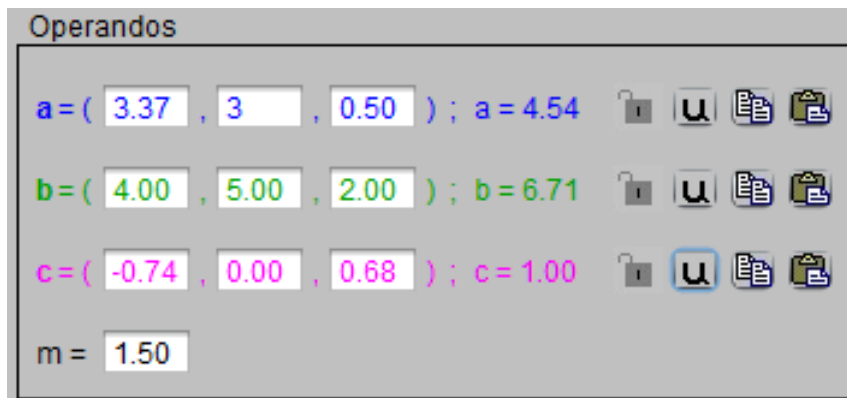 Operandos
a = ( 3.37 , 3 , 0.50 ) ; a = 4.54 u
b = ( 4.00 , 5.00 , 2.00 ) ; b = 6.71 u
c = ( -0.74 , 0.00 , 0.68 ) ; c = 1.00 u
m = 1.50